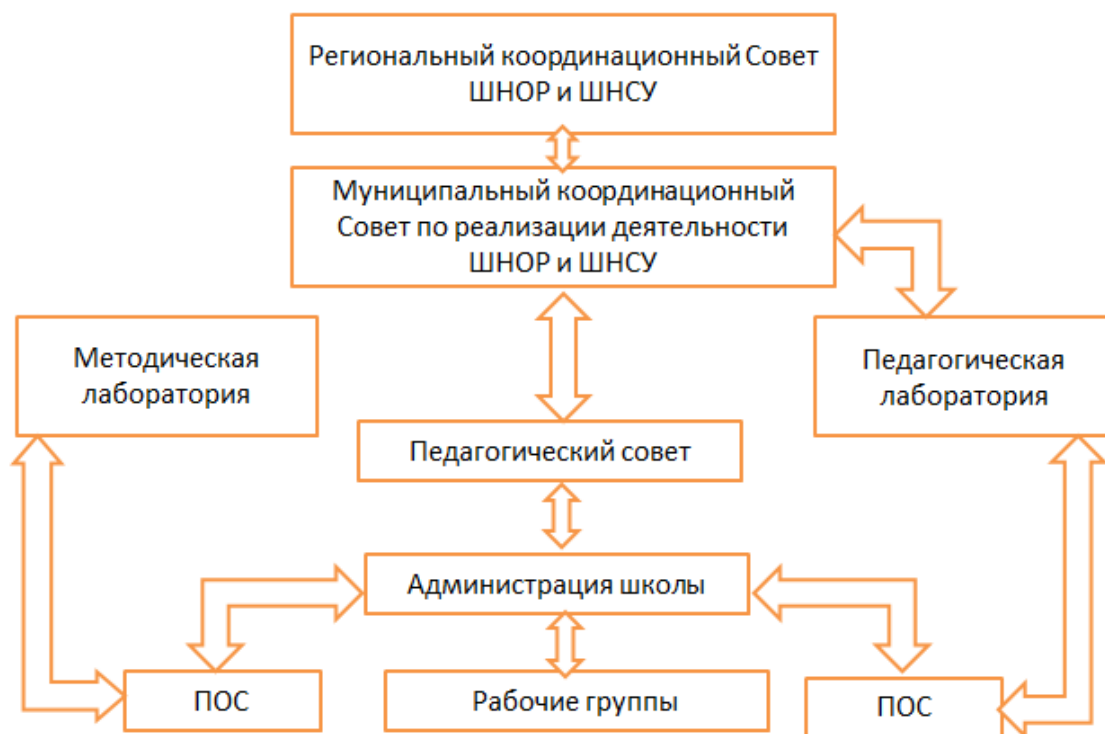 Региональный координационный Совет
ШНОР и ШНСУ
Муниципальный координационный
Совет по реализации деятельности
ШНОР и ШНСУ
Методическая
лаборатория
Педагогическая
лаборатория
Педагогический совет
Администрация школы
ПОС
Рабочие группы
ПОС